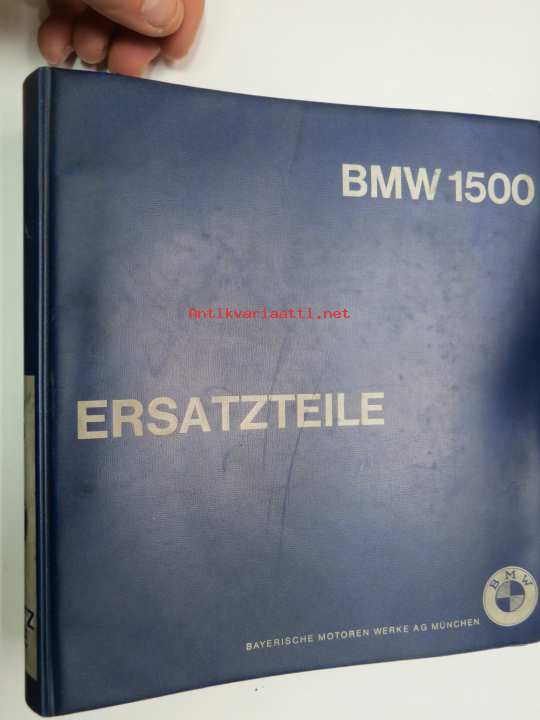 BMW 1500
Antikvariaatti.net
ERSATZTEILE
BMW
BAYERISCHE MOTOREN WERKE AG MÜNCHEN